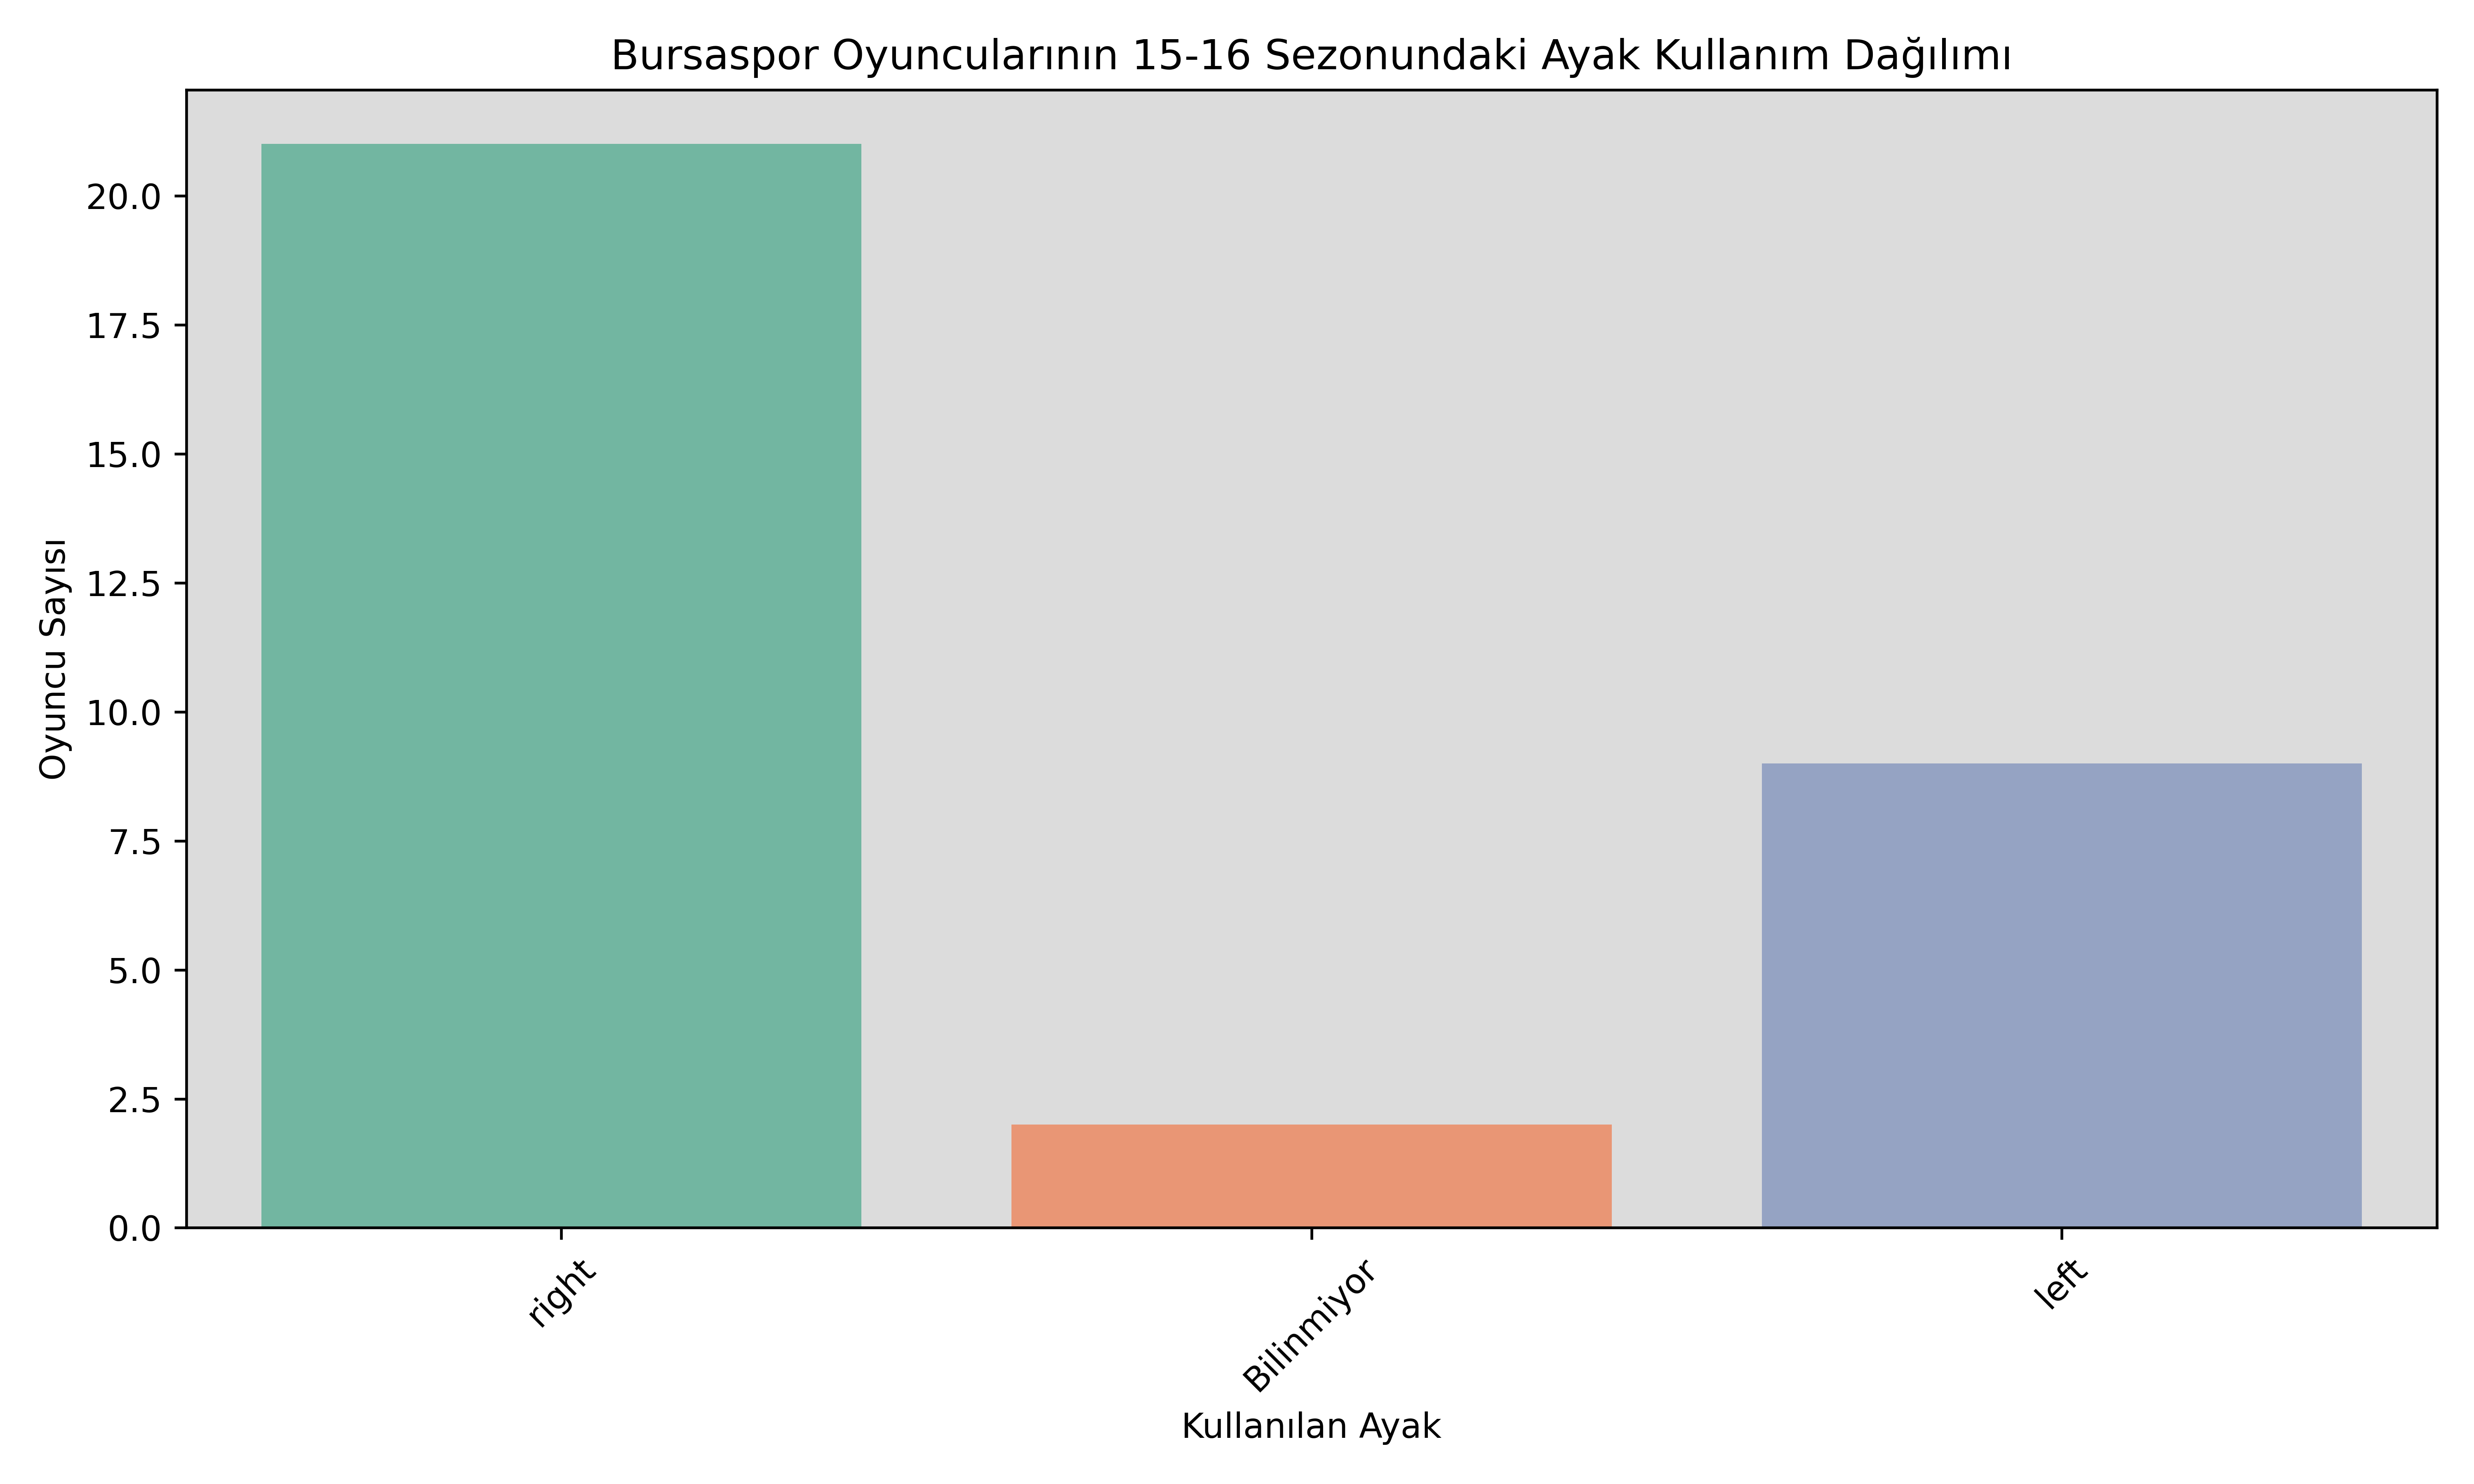 Bursaspor Oyuncularının 15-16 Sezonundaki Ayak Kullanım Dağılımı
Oyuncu Sayısı
20.0
17.5
15.0
12.5
10.0
7.5
5.0
2.5
0.0
right
Bilinmiyor
left
Kullanılan Ayak